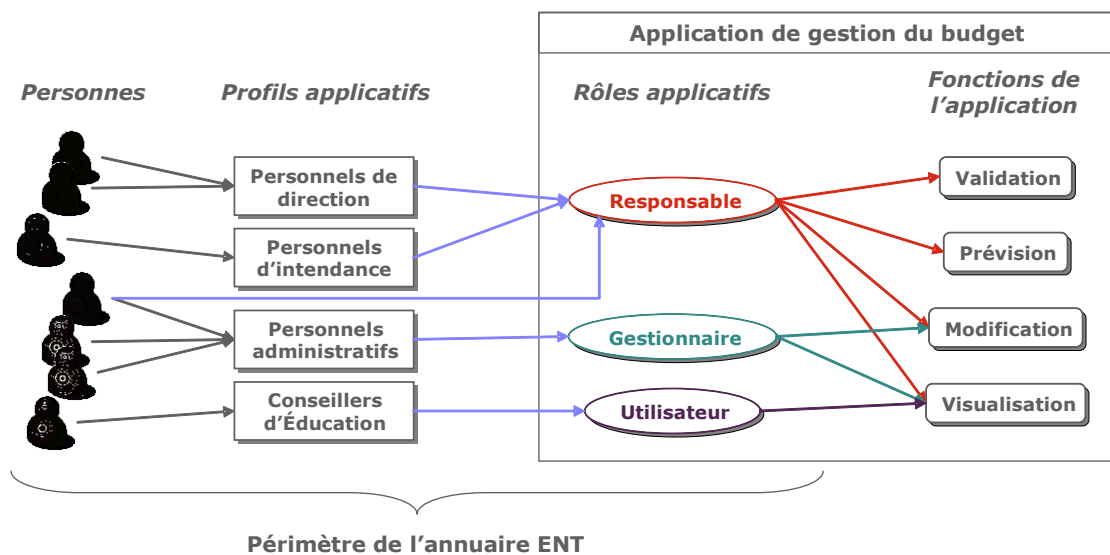 Application de gestion du budget
Personnes
Profils applicatifs
Rôles applicatifs
Fonctions de
l'application
Personnels de
direction
Personnels
d'intendance
Personnels
administratifs
Conseillers
d'Éducation
Responsable
Gestionnaire
Utilisateur
Validation
Prévision
Modification
Visualisation
Périmètre de l'annuaire ENT